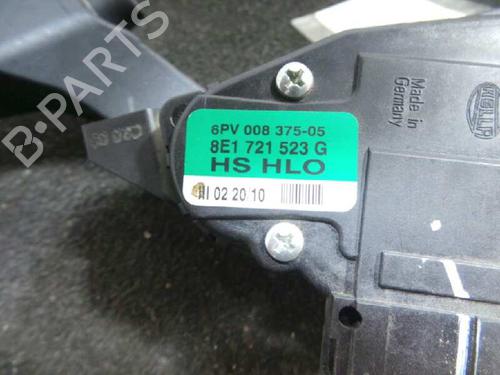 B-PARTS
6PV 008 375-05
8E1 721 523 G
HS HLO
02 20 10
Made in
Germany
HELLA